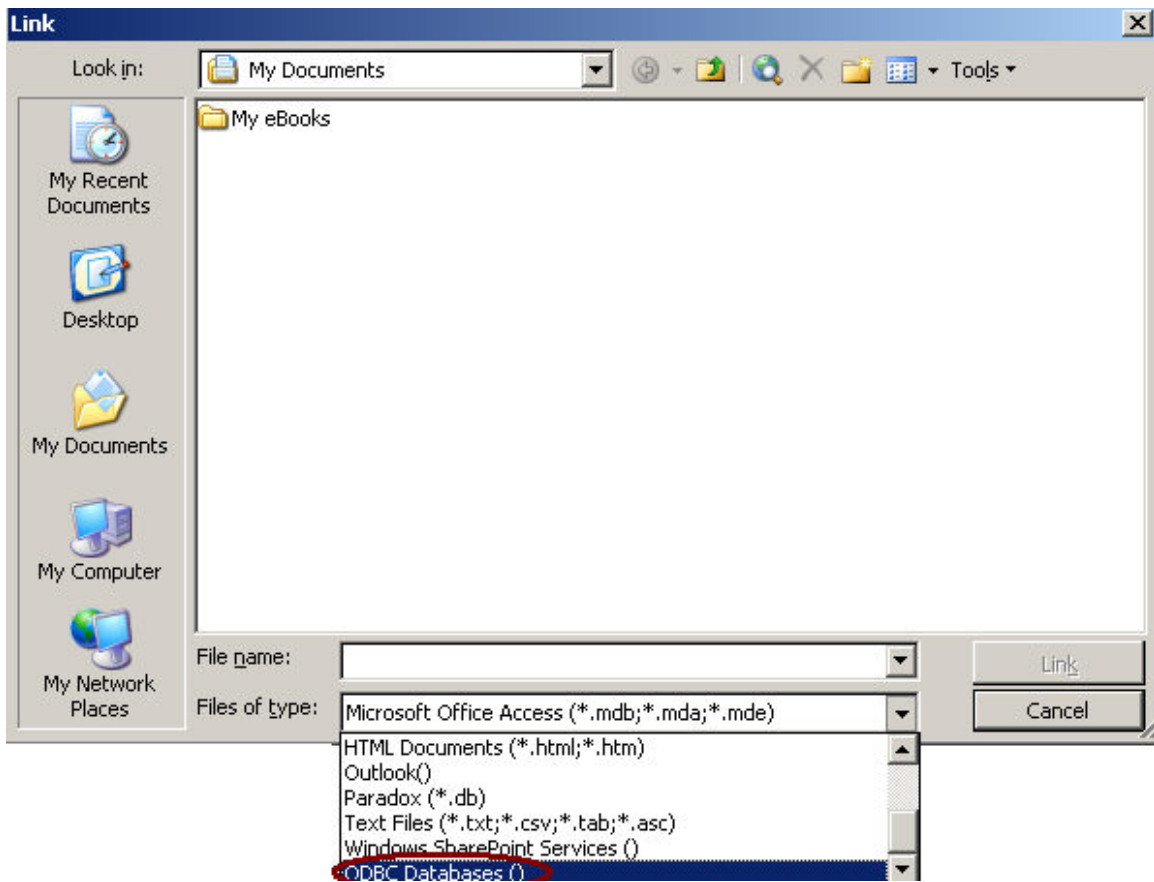 Link
Look in:
My Documents
Tools
My eBooks
My Recent
Documents
Desktop
My Documents
My Computer
My Network
Places
File name:
Link
Files of type:
Microsoft Office Access (*.mdb;*.mda;*.mde)
Cancel
HTML Documents (*.html;*.htm)
Outlook()
Paradox (*.db)
Text Files (*.txt;*.csv;*.tab;*.asc)
Windows SharePoint Services ()
ODBC Databases ()